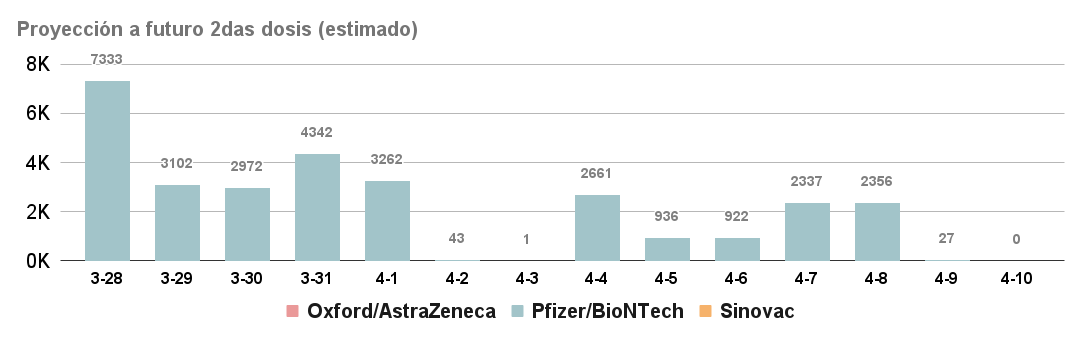 Proyección a futuro 2das dosis (estimado)
8K
6K
4K
2K
0K
7333
3102
2972
4342
3262
43
1
2661
936
922
2337
2356
27
0
3-28 3-29 3-30 3-31 4-1 4-2 4-3 4-4 4-5 4-6 4-7 4-8 4-9 4-10
Oxford/AstraZeneca Pfizer/BioNTech Sinovac